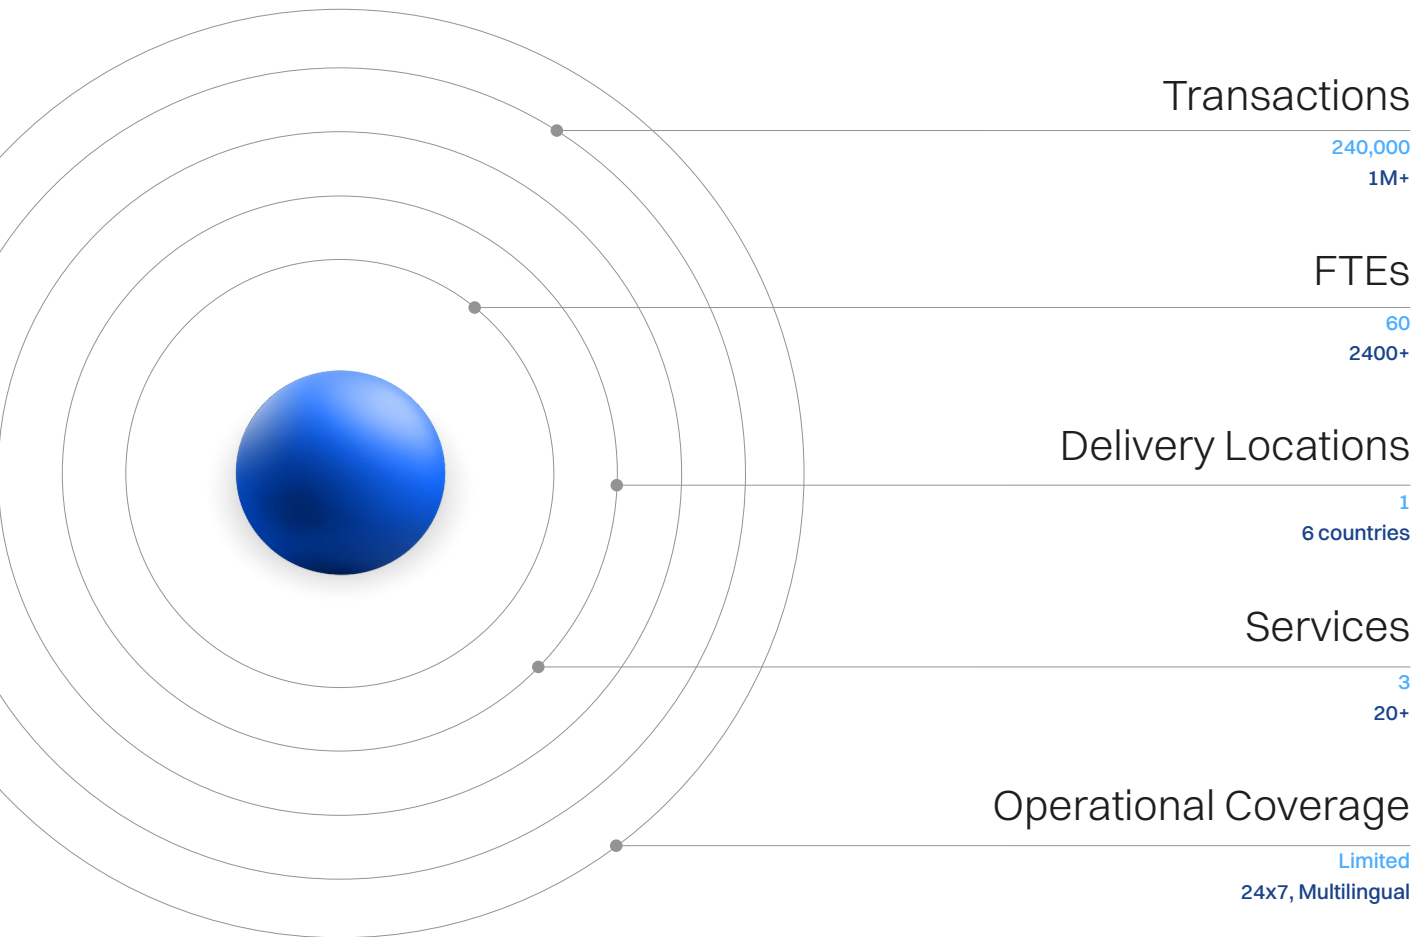 Transactions
240,000
1M+
FTEs
60
2400+
Delivery Locations
1
6 countries
Services
3
20+
Operational Coverage
Limited
24x7, Multilingual